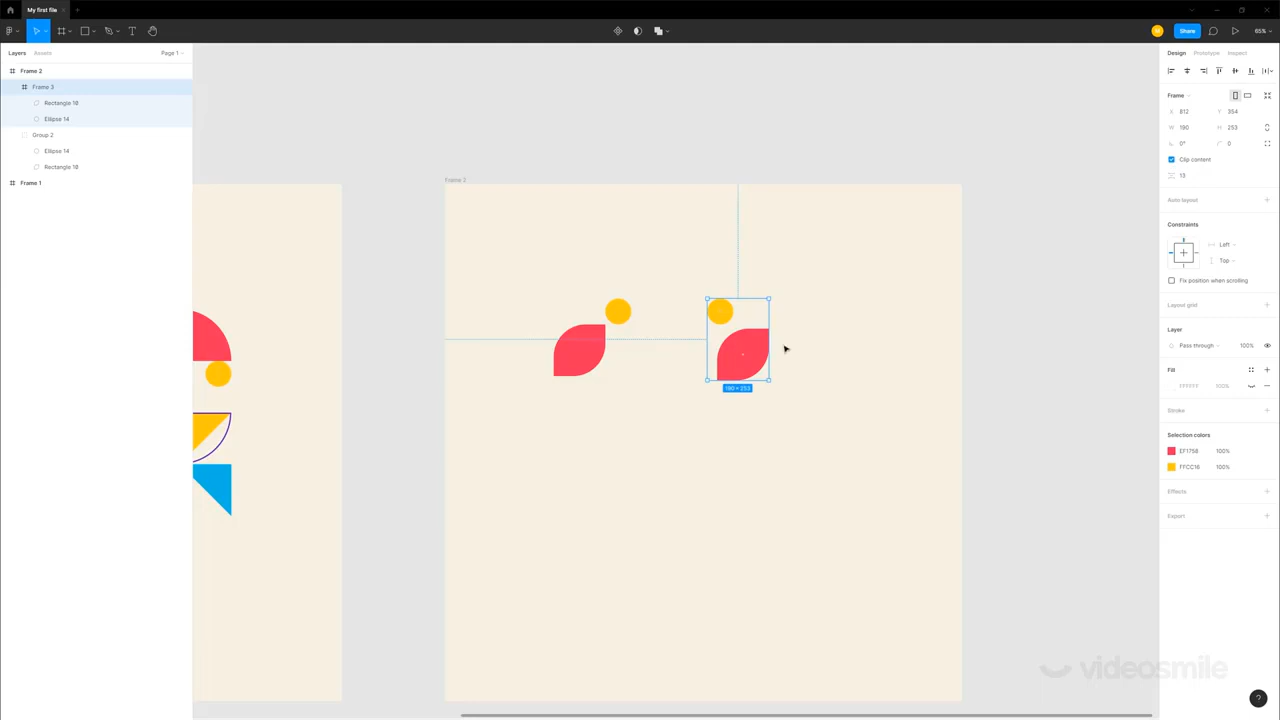 My first file
Share
65%
Layers
Assets
Page 1
Frame 2
Frame 3
Rectangle 18
Ellipse 14
Group 2
Ellipse 14
Rectangle 18
Frame 1
Frame 2
190 × 253
Design
Prototype
Inspect
Frame
X 812
Y 354
W 190
H 253
0°
0
Clip content
13
Auto layout
Constraints
Left
Top
Fix position when scrolling
Layout grid
Layer
Pass through
100%
Fill
FFFFFF 100%
Stroke
Selection colors
EF1758 100%
FFCC16 100%
Effects
Export
videosmile
?